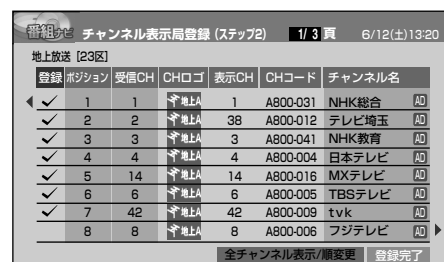 番組ナビ チャンネル表示局登録 (ステップ2) 1/ 3 頁 6/12(土)13:20
地上放送 [23区]
登録 ポジション 受信CH CHロゴ 表示CH CHコード チャンネル名
✓ 1 1 地上A 1 A800-031 NHK総合 AD
✓ 2 2 地上A 38 A800-012 テレビ埼玉 AD
✓ 3 3 地上A 3 A800-041 NHK教育 AD
✓ 4 4 地上A 4 A800-004 日本テレビ AD
✓ 5 14 地上A 14 A800-016 MXテレビ AD
✓ 6 6 地上A 6 A800-005 TBSテレビ AD
✓ 7 42 地上A 42 A800-009 tvk AD
8 8 地上A 8 A800-006 フジテレビ AD
全チャンネル表示/順変更 登録完了